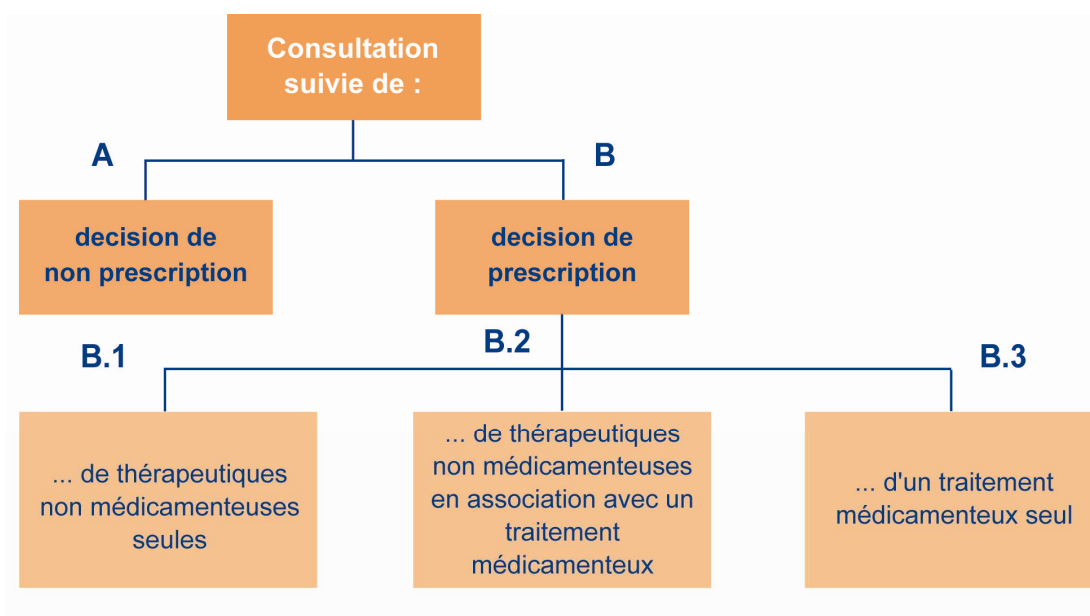 Consultation
suivie de :
A
B
decision de
non prescription
decision de
prescription
B.1
B.2
B.3
... de thérapeutiques
non médicamenteuses
seules
... de thérapeutiques
non médicamenteuses
en association avec un
traitement
médicamenteux
... d'un traitement
médicamenteux seul